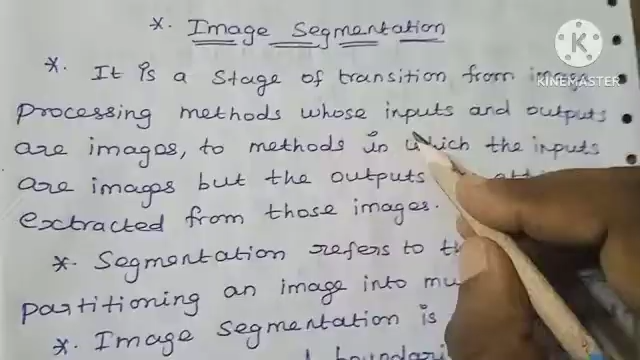 *. Image Segmentation
*. It is a stage of transition from image
processing methods whose inputs and outputs
are images, to methods in which the inputs
are images but the outputs
extracted from those images.
*. Segmentation refers to
partitioning an image into
*. Image Segmentation is
KINEMASTER